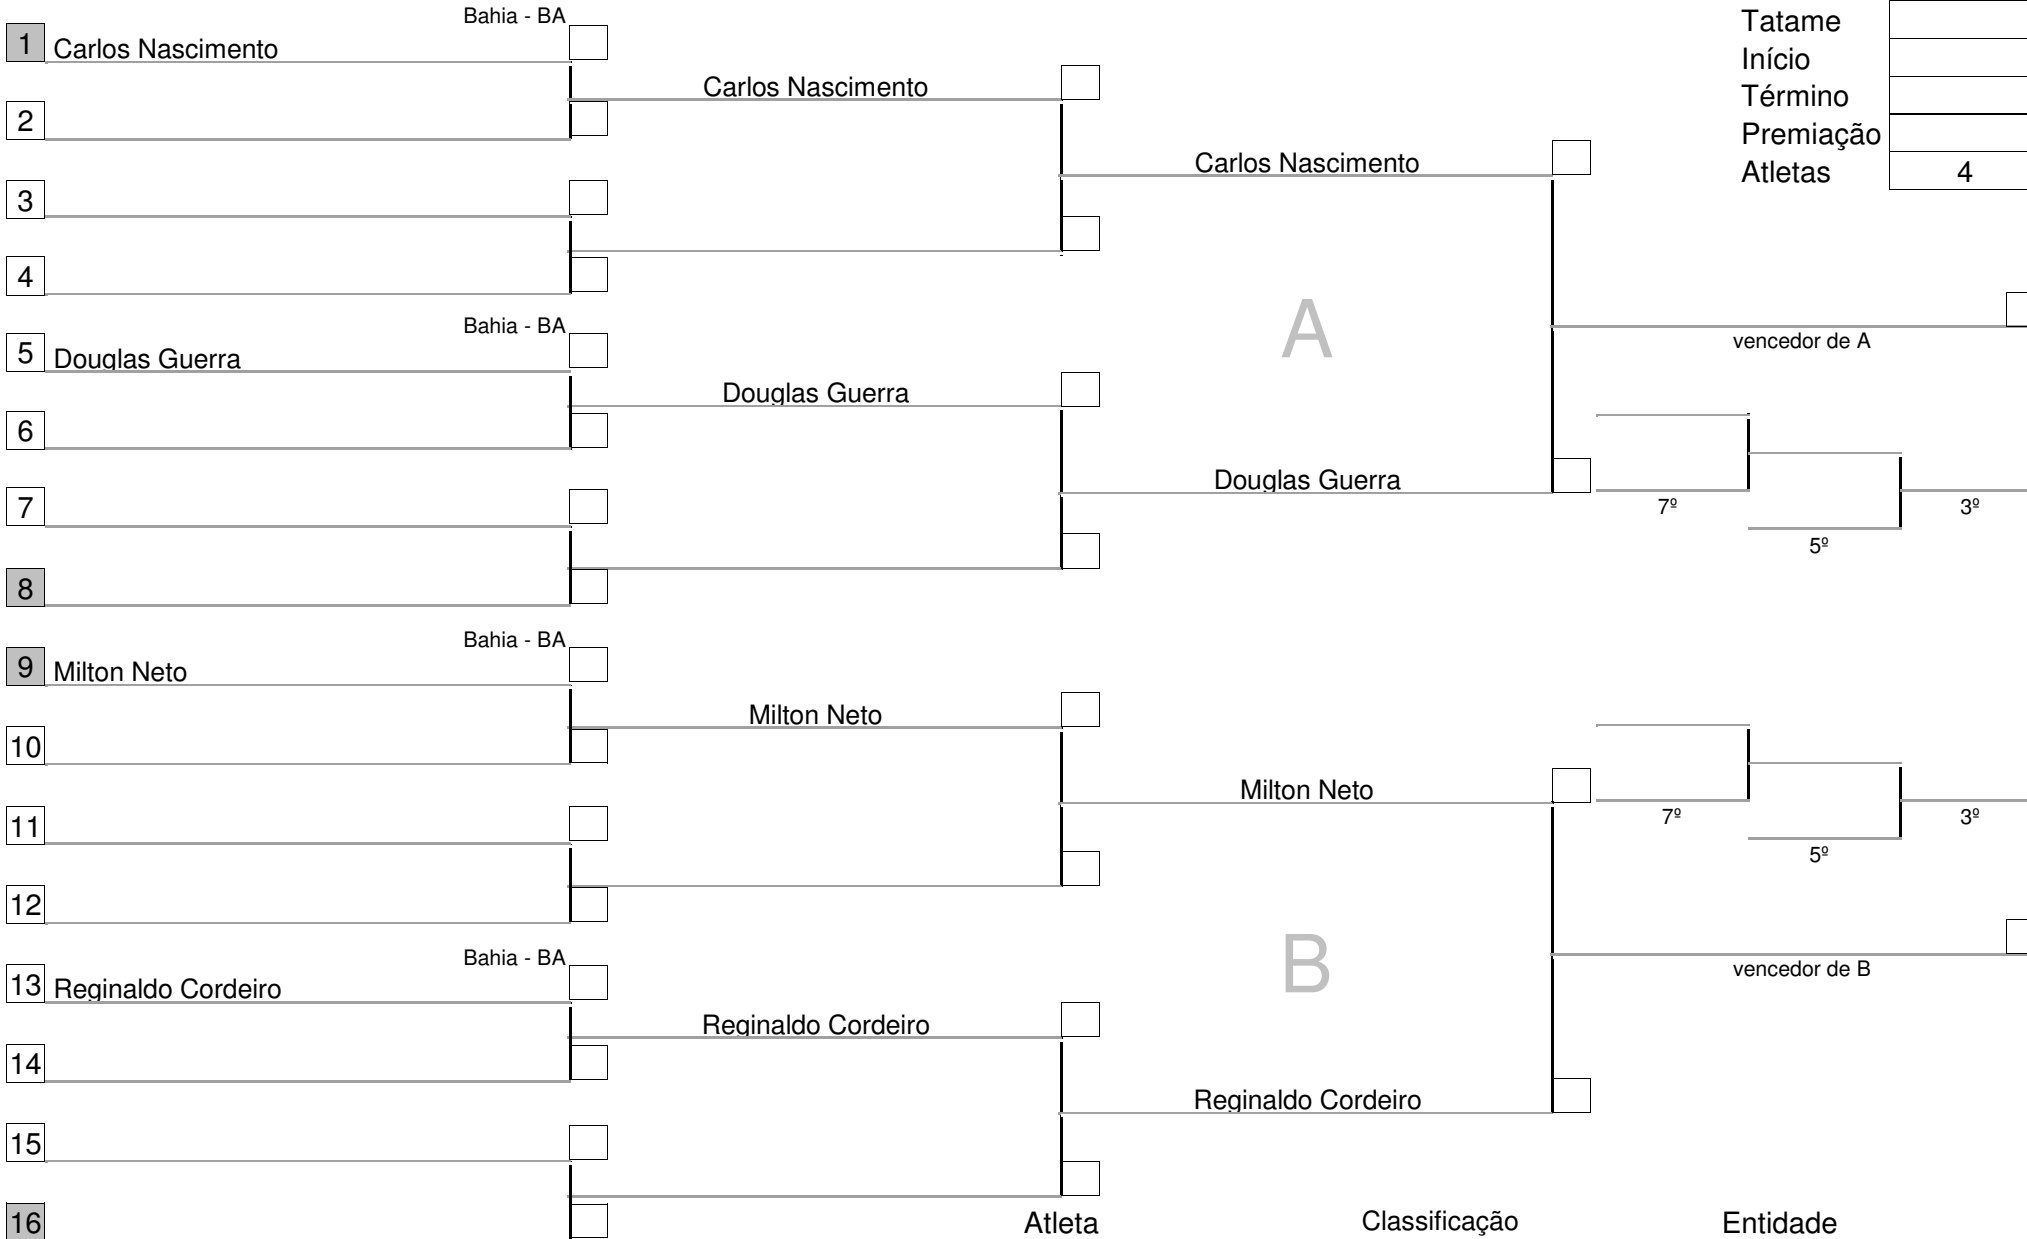 Bahia - BA
1 Carlos Nascimento
Carlos Nascimento
2
Carlos Nascimento
3
4
Bahia - BA
5 Douglas Guerra
Douglas Guerra
6
Douglas Guerra
7
8
A
vencedor de A
7º
5º
3º
Bahia - BA
9 Milton Neto
Milton Neto
10
Milton Neto
11
12
7º
5º
3º
Bahia - BA
13 Reginaldo Cordeiro
Reginaldo Cordeiro
14
Reginaldo Cordeiro
15
16
B
vencedor de B
Tatame
Início
Término
Premiação
Atletas 4
Atleta Classificação Entidade